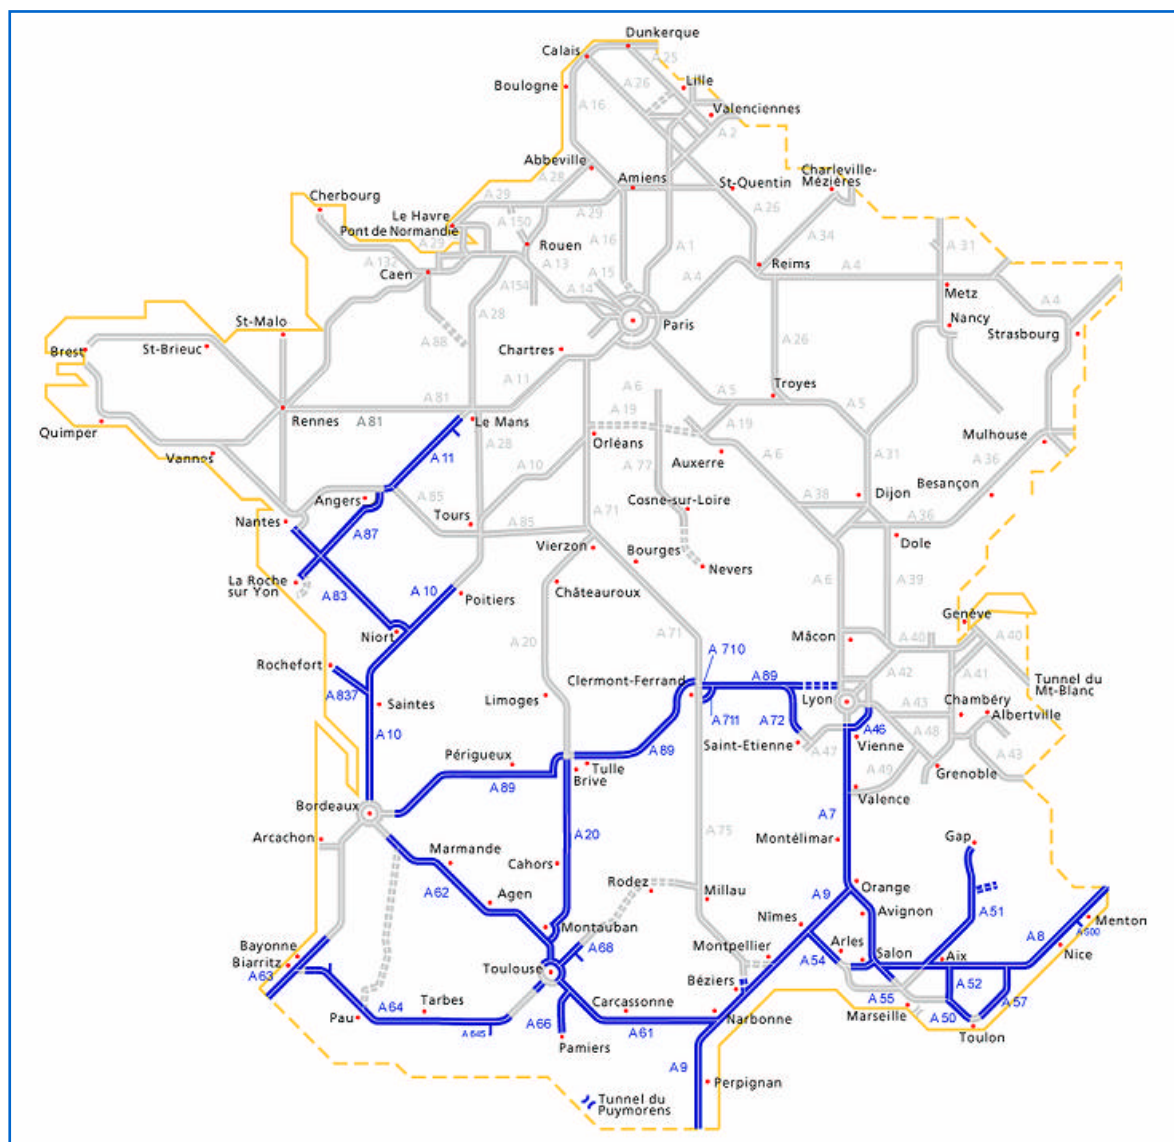 Dunkerque
Calais
A 25
Lille
Boulogne
A 26
A 16
Valenciennes
A 2
Abbeville
A 28
Amiens
St-Quentin
Charleville-
Mézières
Cherbourg
A 29
A 29
A 26
Le Havre
Pont de Normandie
A 150
A 29
Rouen
A 16
A 1
A 34
A 31
A 132
Caen
A 13
A 15
A 14
A 154
A 4
Reims
A 4
Metz
A 4
St-Malo
A 28
Paris
Nancy
Strasbourg
Brest
St-Brieuc
A 88
Chartres
A 26
A 11
A 6
A 5
Troyes
A 81
A 81
Rennes
Le Mans
A 19
A 5
Quimper
Orléans
A 19
Mulhouse
Vannes
A 11
A 28
A 10
A 77
Auxerre
A 6
A 31
A 36
Angers
A 85
Cosne-sur-Loire
A 38
Dijon
Besançon
Nantes
Tours
A 85
A 71
A 36
A 87
Vierzon
Bourges
Dole
La Roche
sur Yon
A 83
A 10
Poitiers
Châteauroux
Nevers
A 6
A 39
Genève
Niort
A 20
A 71
Mâcon
A 40
A 40
Rochefort
A 710
A 837
Saintes
Limoges
Clermont-Ferrand
A 89
A 42
A 41
Tunnel du
Mt-Blanc
Lyon
A 43
Chambéry
Albertville
A 10
A 711
A 72
A 46
Saint-Etienne
A 47
Vienne
A 48
A 43
Périgueux
A 89
Tulle
Brive
A 89
A 49
Grenoble
Bordeaux
Valence
A 7
Arcachon
A 20
A 75
Montélimar
Gap
Marmande
Cahors
A 62
Agen
Rodez
Millau
A 9
Orange
A 51
Nîmes
Avignon
Menton
Montauban
A 8
A 500
Bayonne
Biarritz
A 68
Montpellier
Arles
Salon
Aix
Nice
A 63
Toulouse
A 54
Béziers
A 52
A 64
Tarbes
Carcassonne
A 55
A 57
Pau
A 645
A 66
A 61
Narbonne
Marseille
A 50
Pamiers
Toulon
A 9
Perpignan
Tunnel du
Puymorens